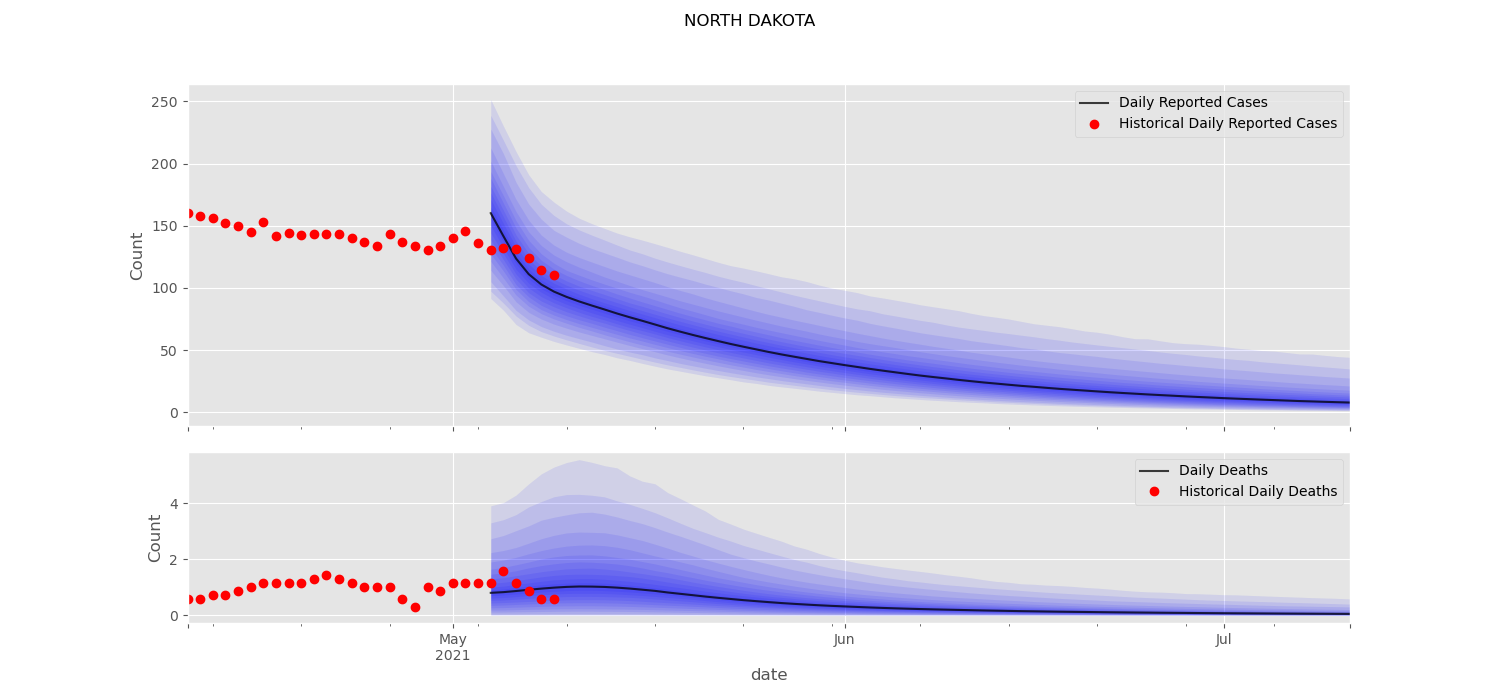 NORTH DAKOTA
250
200
150
100
50
0
Count
Daily Reported Cases
Historical Daily Reported Cases
4
2
0
Count
Daily Deaths
Historical Daily Deaths
May
2021
Jun
Jul
date